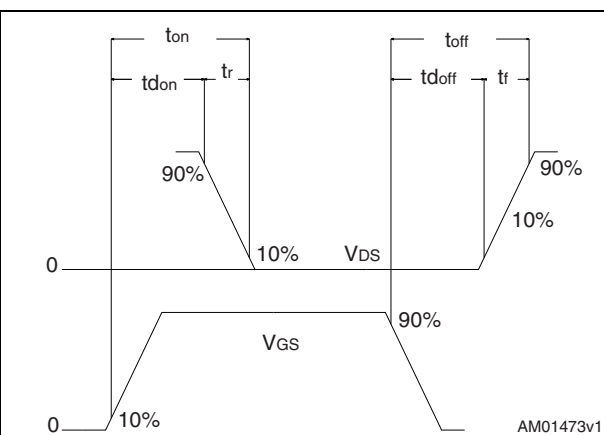 ton toff
tdon tr tdoff tf
90% 90%
10%
0 10% VDS
90%
VGS
0 10%
AM01473v1